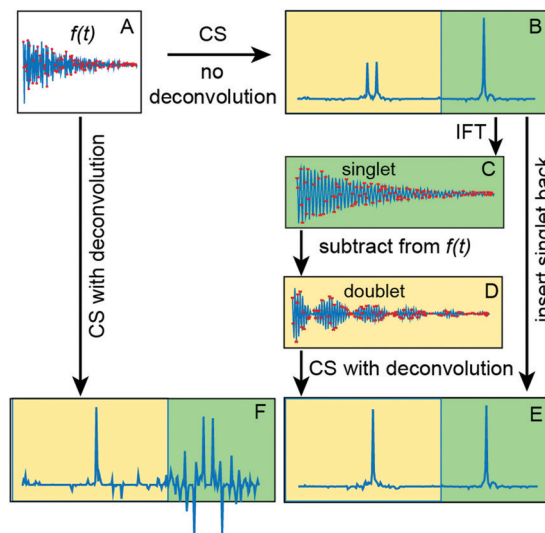 f(t)
A
CS
no
deconvolution
B
IFT
CS with deconvolution
singlet
C
subtract from f(t)
doublet
D
CS with deconvolution
insert singlet back
F
E